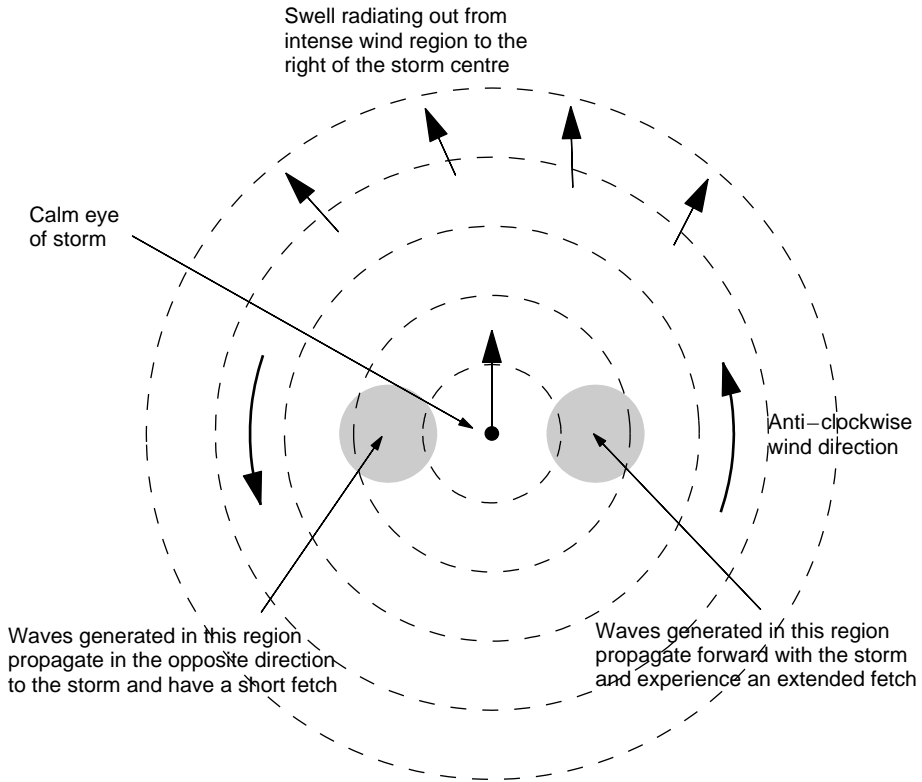 Swell radiating out from
intense wind region to the
right of the storm centre
Calm eye
of storm
Anti−clockwise
wind direction
Waves generated in this region
propagate in the opposite direction
to the storm and have a short fetch
Waves generated in this region
propagate forward with the storm
and experience an extended fetch